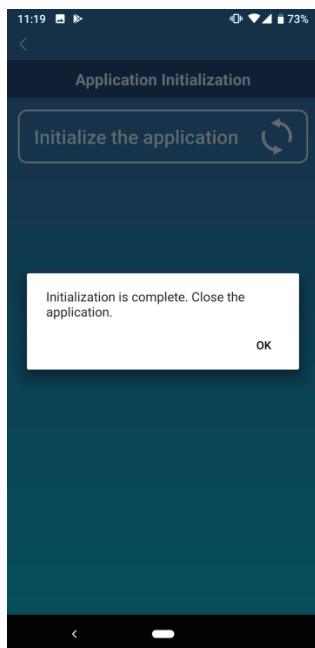 11:19 73%
Application Initialization
Initialize the application
Initialization is complete. Close the
application.
OK